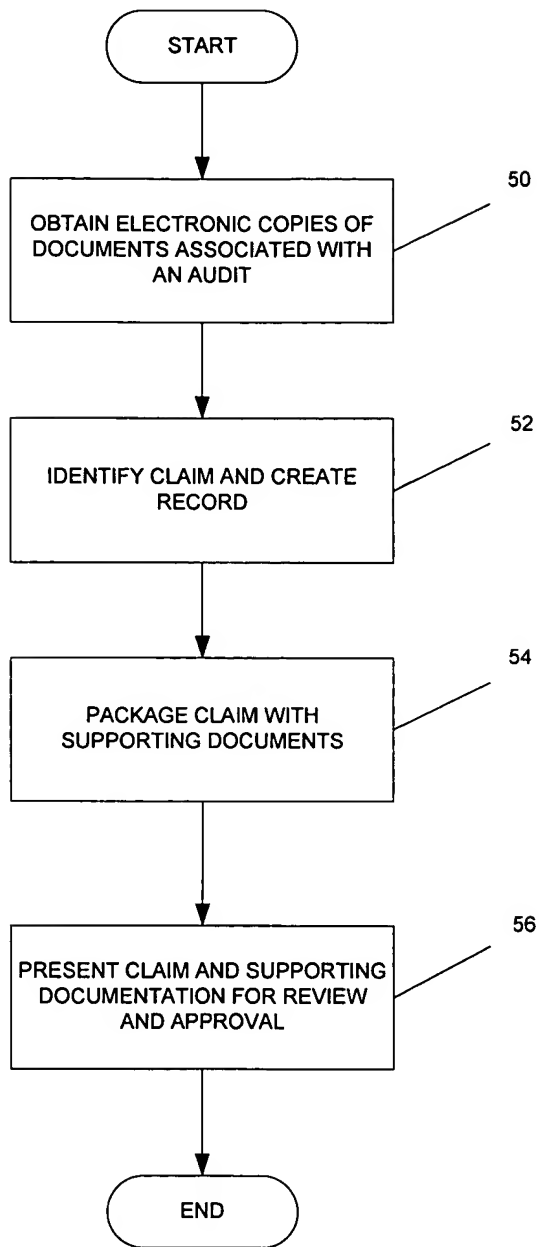 START
50
OBTAIN ELECTRONIC COPIES OF
DOCUMENTS ASSOCIATED WITH
AN AUDIT
52
IDENTIFY CLAIM AND CREATE
RECORD
54
PACKAGE CLAIM WITH
SUPPORTING DOCUMENTS
56
PRESENT CLAIM AND SUPPORTING
DOCUMENTATION FOR REVIEW
AND APPROVAL
END